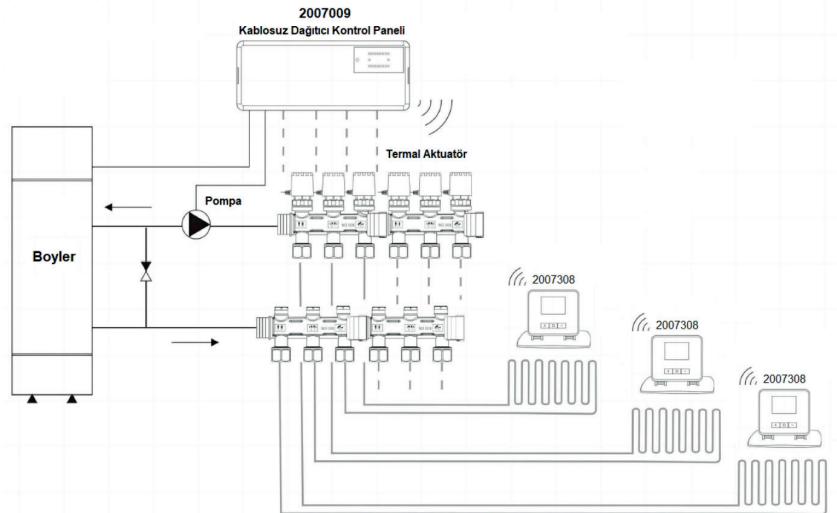 2007009
Kablosuz Dağıtıcı Kontrol Paneli
Termal Aktuatör
Pompa
Boyler
2007308
2007308
2007308